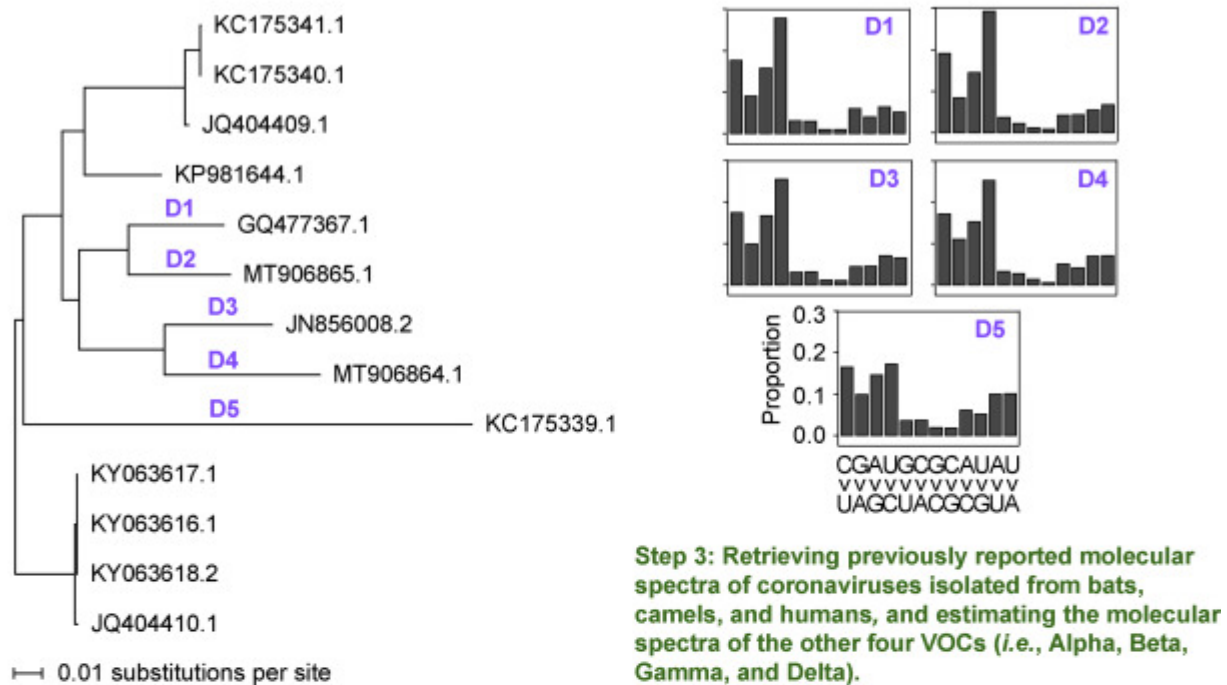 KC175341.1
KC175340.1
JQ404409.1
KP981644.1
D1
GQ477367.1
D2
MT906865.1
D3
JN856008.2
D4
MT906864.1
D5
KC175339.1
KY063617.1
KY063616.1
KY063618.2
JQ404410.1
0.01 substitutions per site
D1
D2
D3
D4
D5
Proportion
0.3
0.2
0.1
0.0
CGAUGCGCAUAU
vvvvvvvvvvvv
UAGCUACGCGUA
Step 3: Retrieving previously reported molecular
spectra of coronaviruses isolated from bats,
camels, and humans, and estimating the molecular
spectra of the other four VOCs (i.e., Alpha, Beta,
Gamma, and Delta).